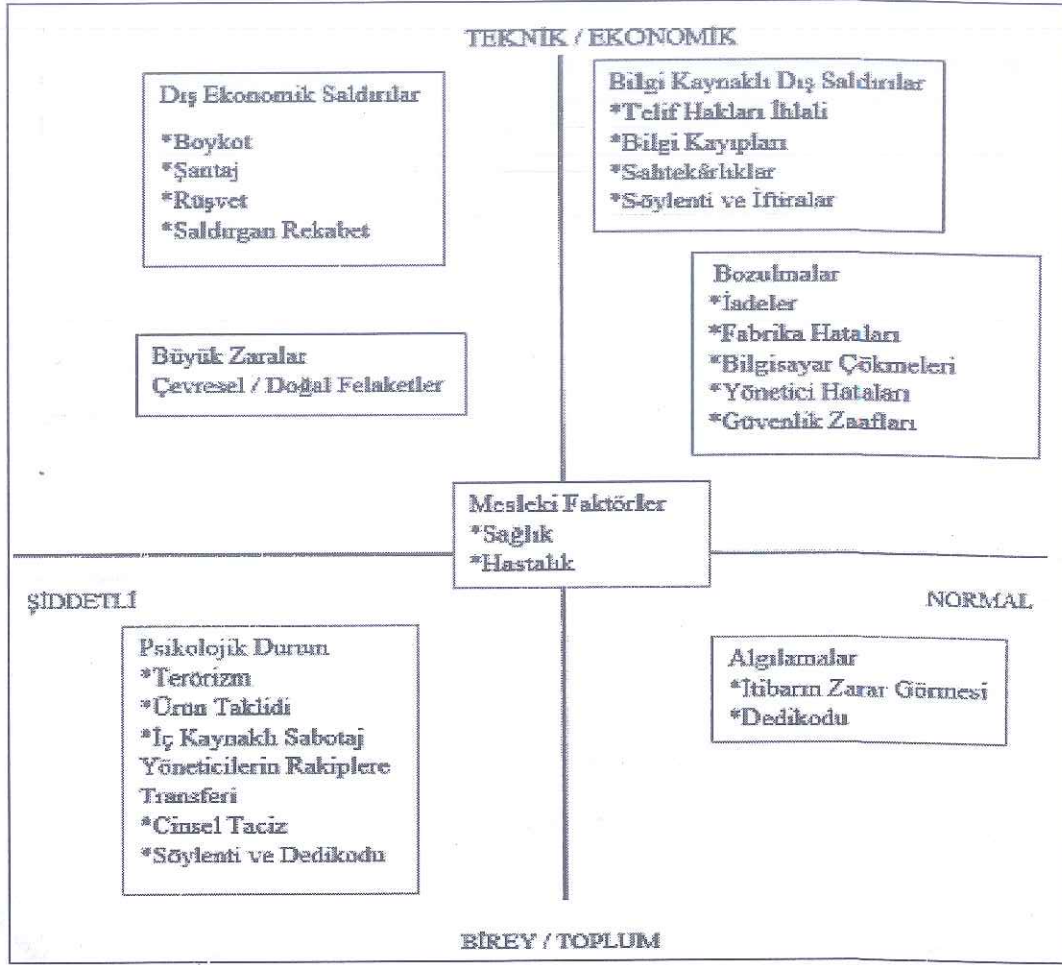 TEKNİK / EKONOMİK
Dış Ekonomik Saldırılar
*Boykot
*Şantaj
*Rüşvet
*Saldırgan Rekabet
Bilgi Kaynaklı Dış Saldırılar
*Telif Hakları İhlali
*Bilgi Kayıpları
*Sahtekârlıklar
*Söylenti ve İftiralar
Bozulmalar
*İadeler
*Fabrika Hataları
*Bilgisayar Çökmeleri
*Yönetici Hataları
*Güvenlik Zaafları
Büyük Zaralar
Çevresel / Doğal Felaketler
Mesleki Faktörler
*Sağlık
*Hastalık
ŞİDDETLİ
NORMAL
Psikolojik Durum
*Terörizm
*Ürün Taklidi
*İç Kaynaklı Sabotaj
Yöneticilerin Rakiplere
Transferi
*Cinsel Taciz
*Söylenti ve Dedikodu
Algılamalar
*İtibarın Zarar Görmesi
*Dedikodu
BİREY / TOPLUM